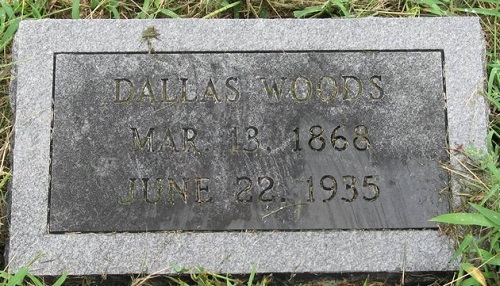 DALLAS WOODS
MAR. 13. 1868
JUNE 22. 1935